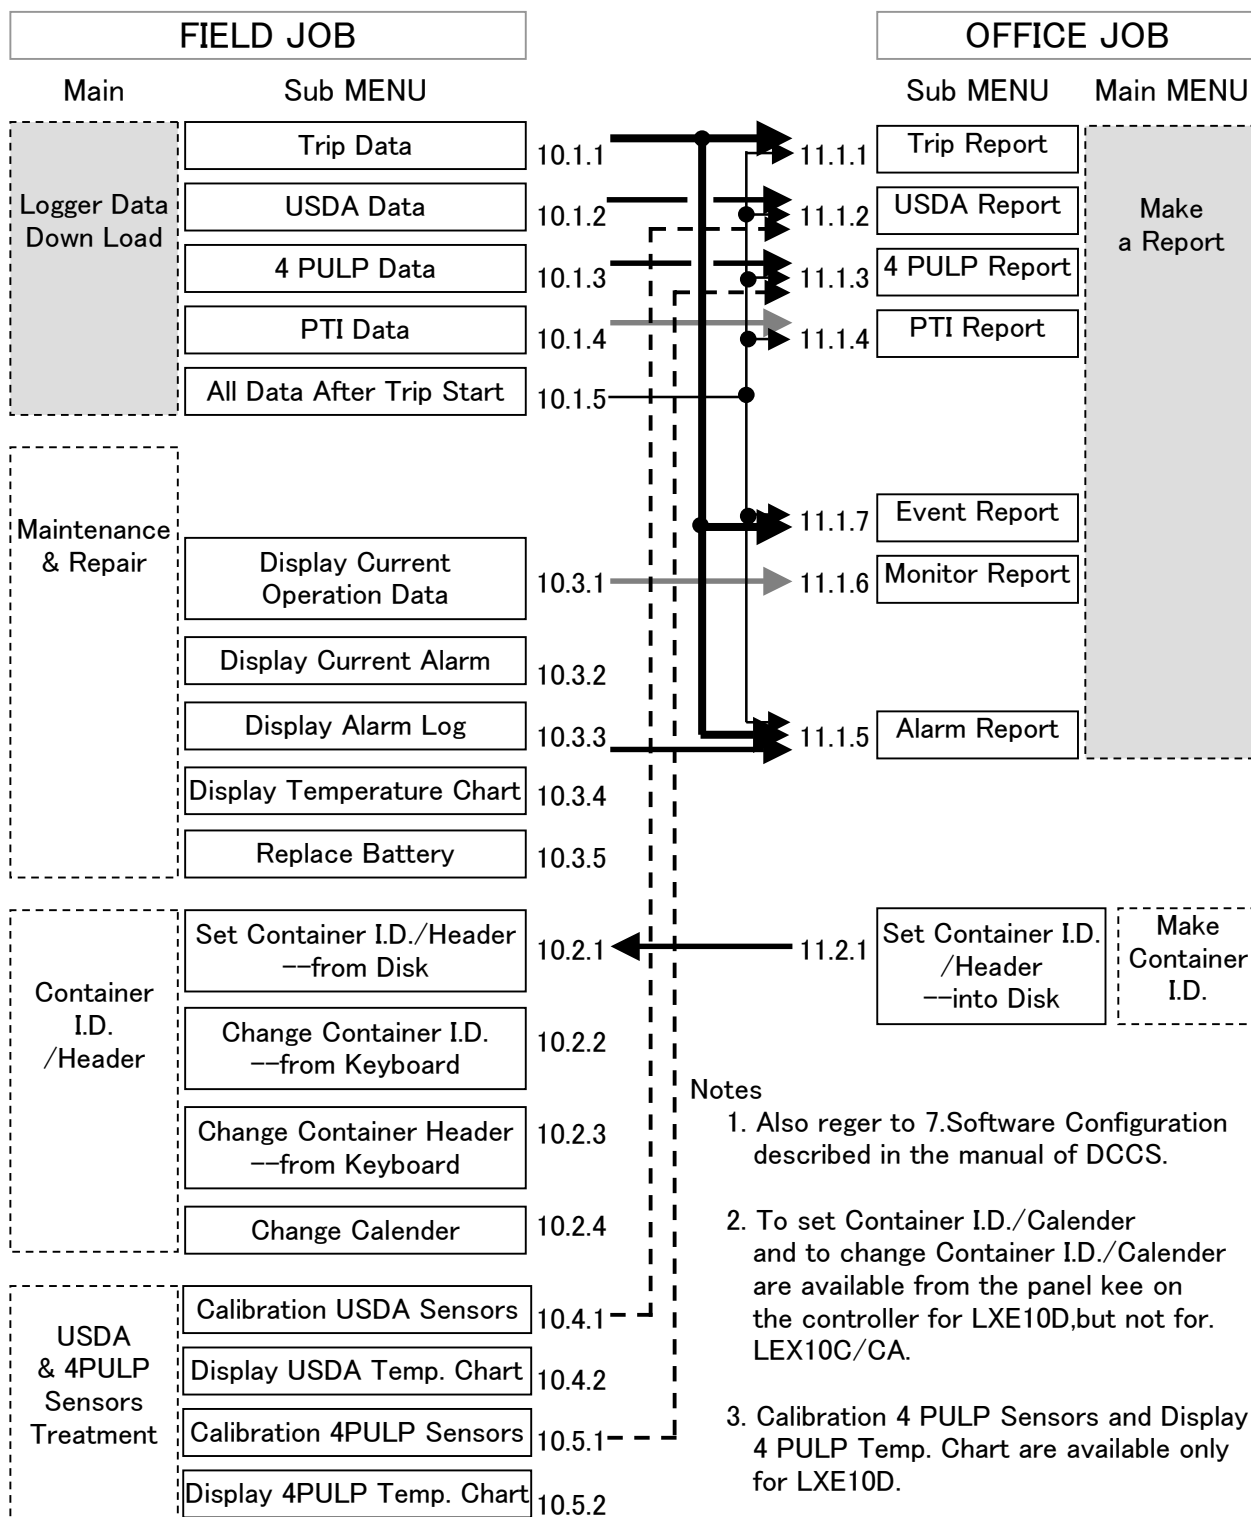 FIELD JOB
OFFICE JOB
Main
Sub MENU
Sub MENU
Main MENU
Logger Data
Down Load
Trip Data
10.1.1
11.1.1
Trip Report
Make
a Report
USDA Data
10.1.2
11.1.2
USDA Report
4 PULP Data
10.1.3
11.1.3
4 PULP Report
PTI Data
10.1.4
11.1.4
PTI Report
All Data After Trip Start
10.1.5
11.1.7
Event Report
Maintenance
& Repair
Display Current
Operation Data
10.3.1
11.1.6
Monitor Report
Display Current Alarm
10.3.2
Display Alarm Log
10.3.3
11.1.5
Alarm Report
Display Temperature Chart
10.3.4
Replace Battery
10.3.5
Container
I.D.
/Header
Set Container I.D./Header
--from Disk
10.2.1
11.2.1
Set Container I.D.
/Header
--into Disk
Make
Container
I.D.
Change Container I.D.
--from Keyboard
10.2.2
Change Container Header
--from Keyboard
10.2.3
Change Calender
10.2.4
USDA
& 4PULP
Sensors
Treatment
Calibration USDA Sensors
10.4.1
Display USDA Temp. Chart
10.4.2
Calibration 4PULP Sensors
10.5.1
Display 4PULP Temp. Chart
10.5.2
Notes
1. Also reger to 7.Software Configuration
described in the manual of DCCS.
2. To set Container I.D./Calender
and to change Container I.D./Calender
are available from the panel kee on
the controller for LXE10D,but not for.
LEX10C/CA.
3. Calibration 4 PULP Sensors and Display
4 PULP Temp. Chart are available only
for LXE10D.